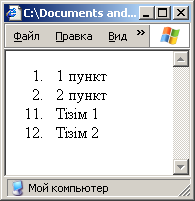 C:\Documents and...
Файл Правка Вид »
1. 1 пункт
2. 2 пункт
11. Тізім 1
12. Тізім 2
Мой компьютер